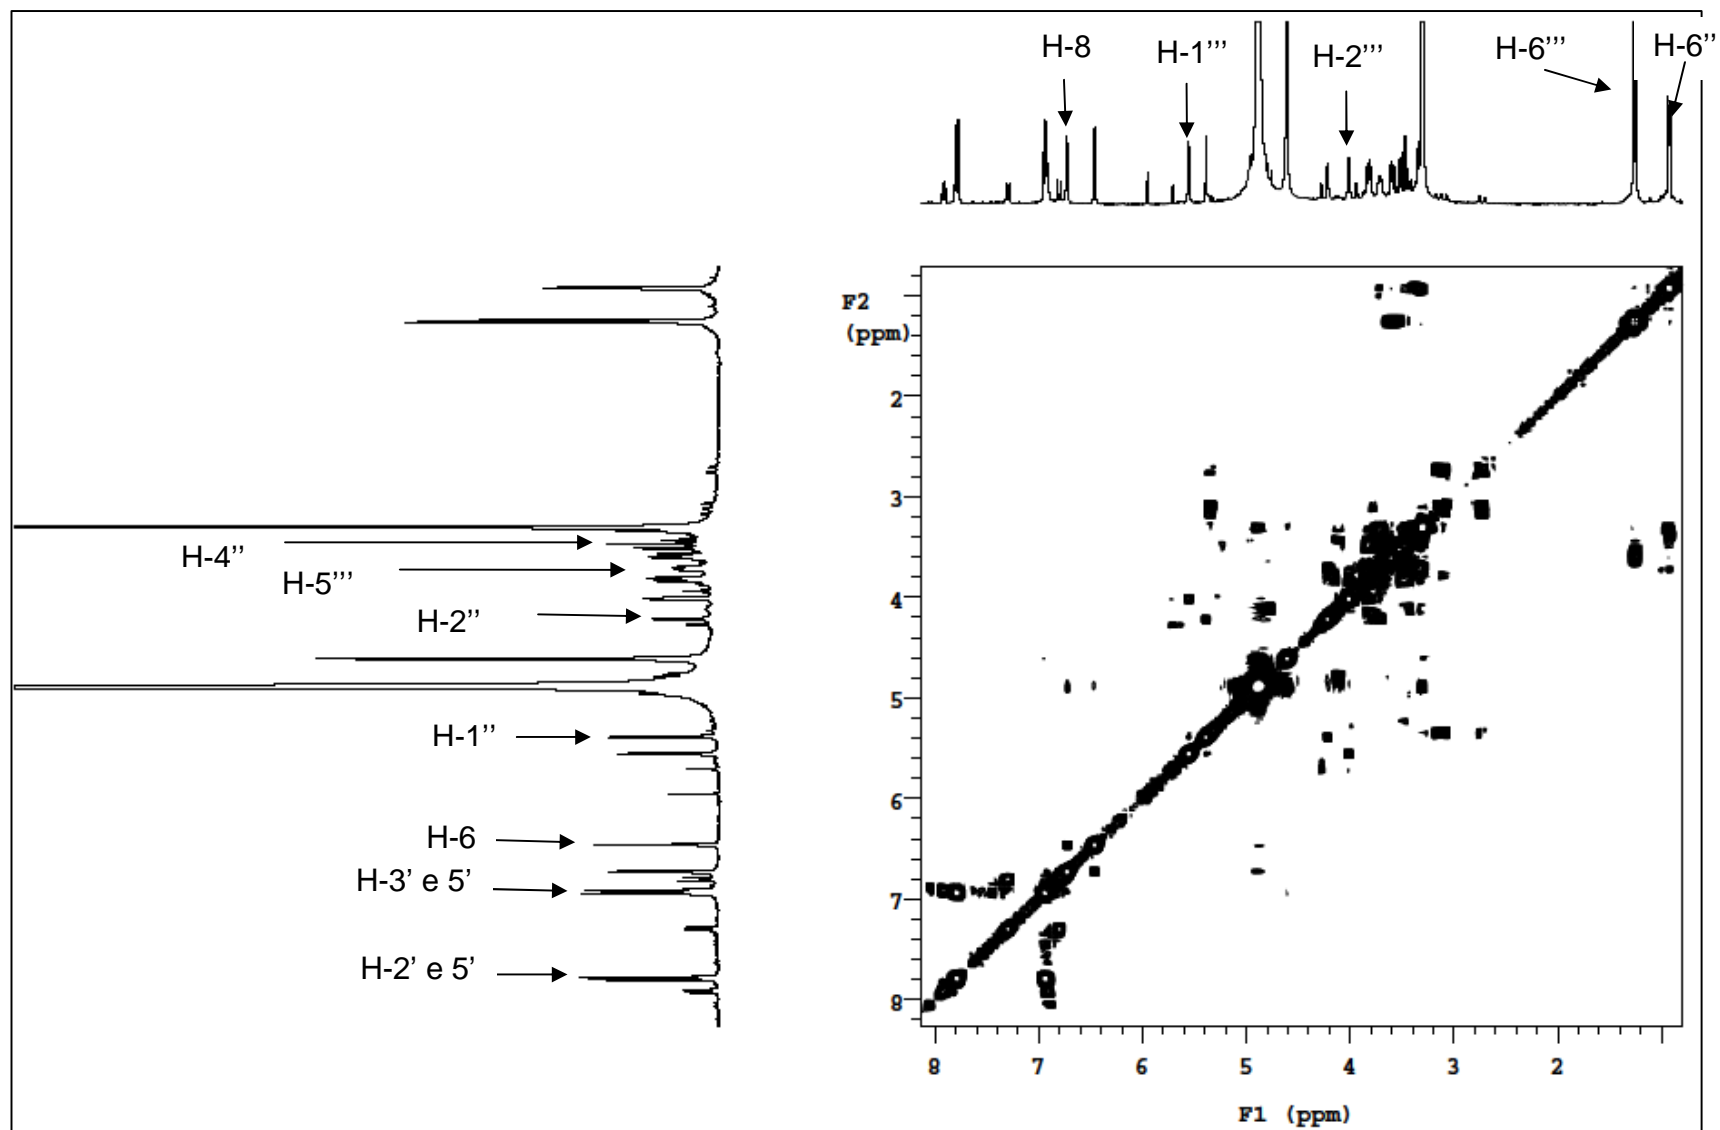 H-8
H-1’’’
H-2’’’
H-6’’’
H-6’’
F2
(ppm)
2
3
4
5
6
7
8
H-4’’
H-5’’’
H-2’’
H-1’’
H-6
H-3’ e 5’
H-2’ e 5’
8 7 6 5 4 3 2
F1 (ppm)